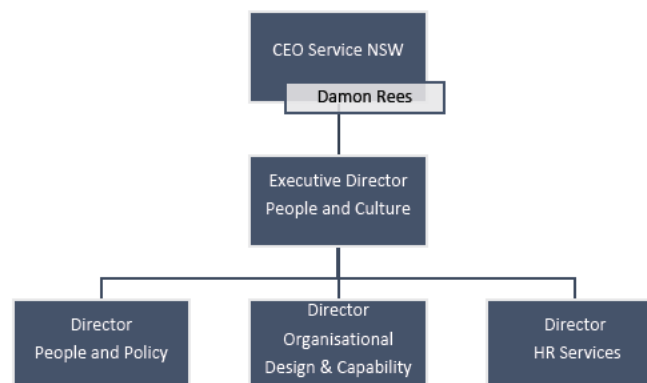 CEO Service NSW
Damon Rees
Executive Director
People and Culture
Director
People and Policy
Director
Organisational
Design & Capability
Director
HR Services